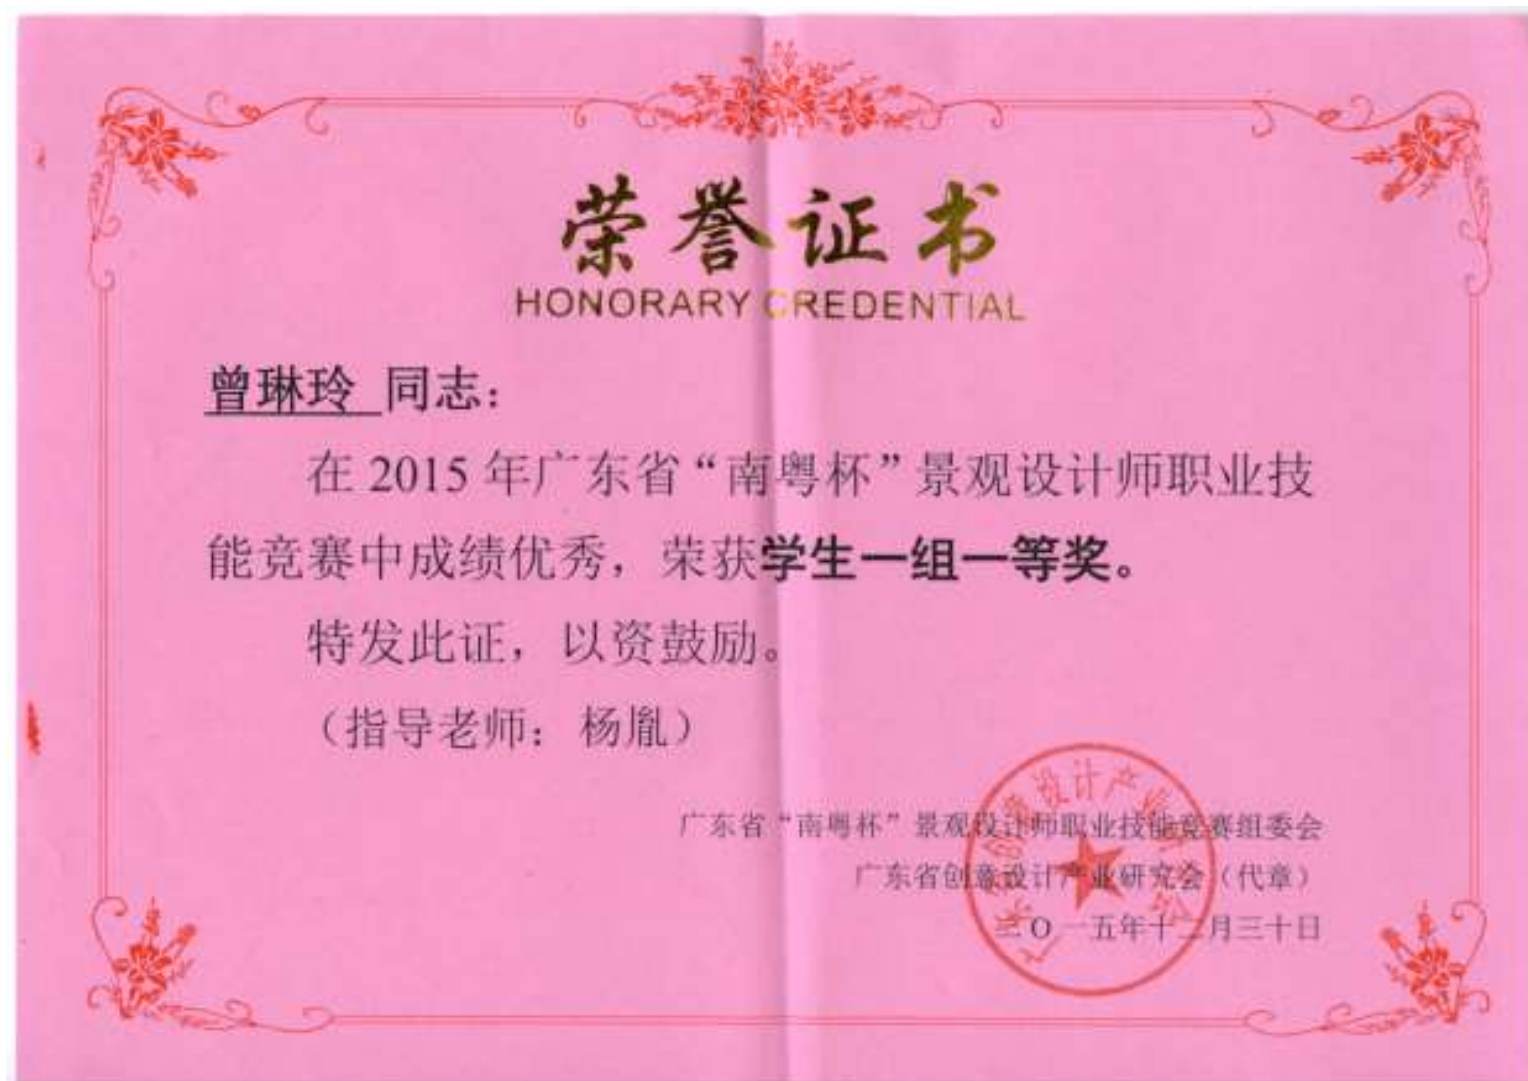 荣誉证书
HONORARY CREDENTIAL
曾琳玲 同志：
在 2015 年广东省“南粤杯”景观设计师职业技
能竞赛中成绩优秀，荣获学生一组一等奖。
特发此证，以资鼓励。
（指导老师：杨胤）
广东省“南粤杯”景观设计师职业技能竞赛组委会
广东省创意设计产业研究会（代章）
二O一五年十二月三十日